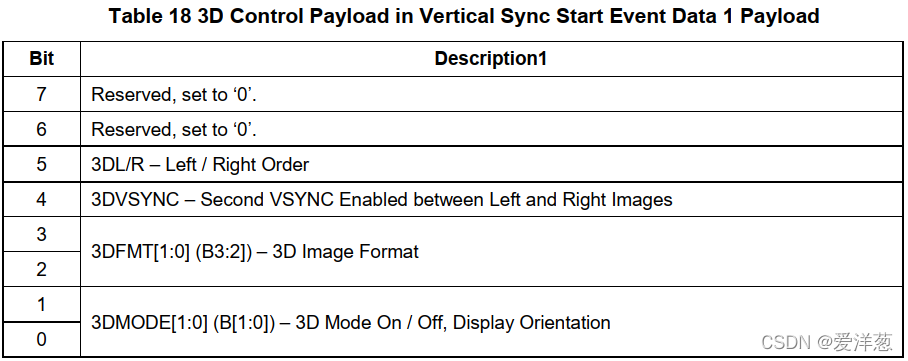 Table 18 3D Control Payload in Vertical Sync Start Event Data 1 Payload
Bit Description1
7 Reserved, set to ‘0’.
6 Reserved, set to ‘0’.
5 3DL/R – Left / Right Order
4 3DVSYNC – Second VSYNC Enabled between Left and Right Images
3
3DFMT[1:0] (B3:2]) – 3D Image Format
2
1
3DMODE[1:0] (B[1:0]) – 3D Mode On / Off, Display Orientation
0
CSDN @爱洋葱